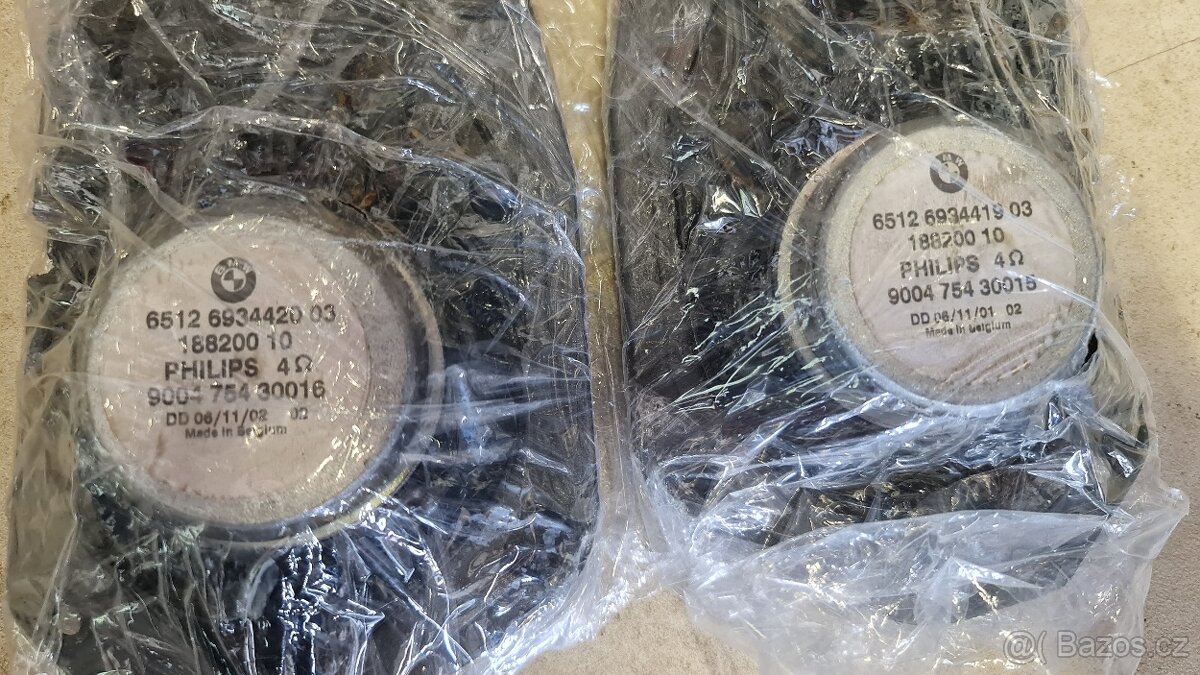 BMW
6512 6934420 03
188200 10
PHILIPS 4Ω
9004 754 30016
DD 06/11/02 02
Made in Belgium
BMW
6512 6934419 03
188200 10
PHILIPS 4Ω
9004 754 30015
DD 06/11/01 02
Made in Belgium
@( Bazos.cz